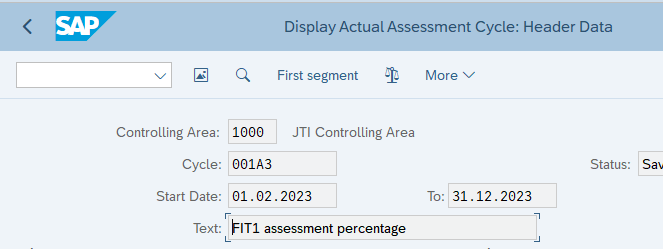 SAP Display Actual Assessment Cycle: Header Data
First segment More
Controlling Area: 1000 JTI Controlling Area
Cycle: 001A3 Status:
Start Date: 01.02.2023 To: 31.12.2023
Text: FIT1 assessment percentage